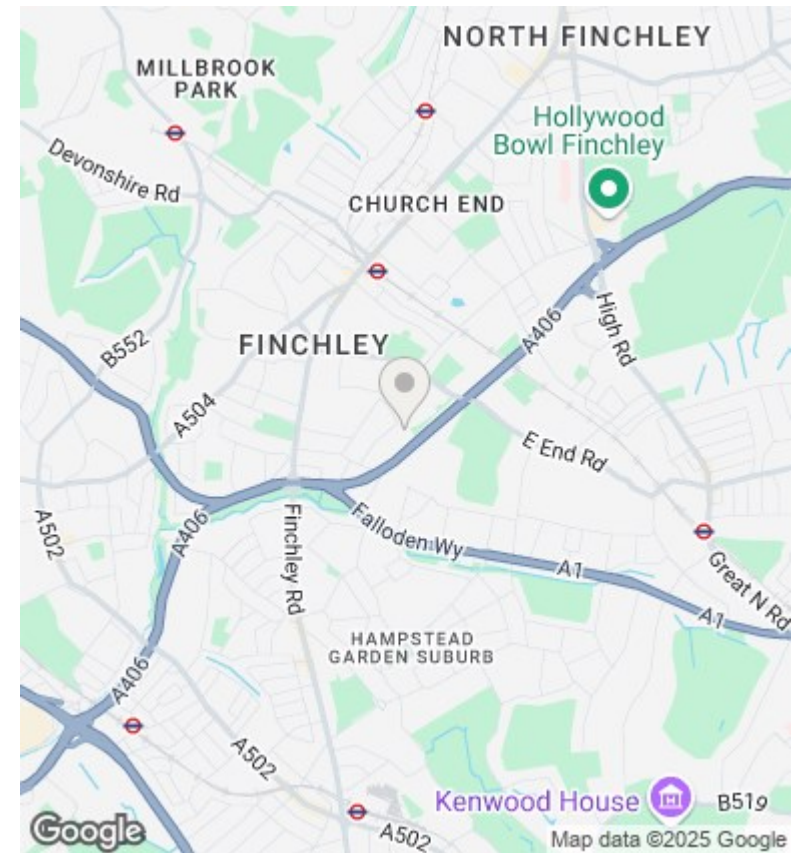 NORTH FINCHLEY
MILLBROOK
PARK
Hollywood
Bowl Finchley
Devonshire Rd
CHURCH END
A406
High Rd
FINCHLEY
B552
A504
E End Rd
A502
A406
Finchley Rd
Falloden Wy
A1
Great N Rd
A1
HAMPSTEAD
GARDEN SUBURB
A406
A502
Kenwood House
B519
Google
A502
Map data ©2025 Google